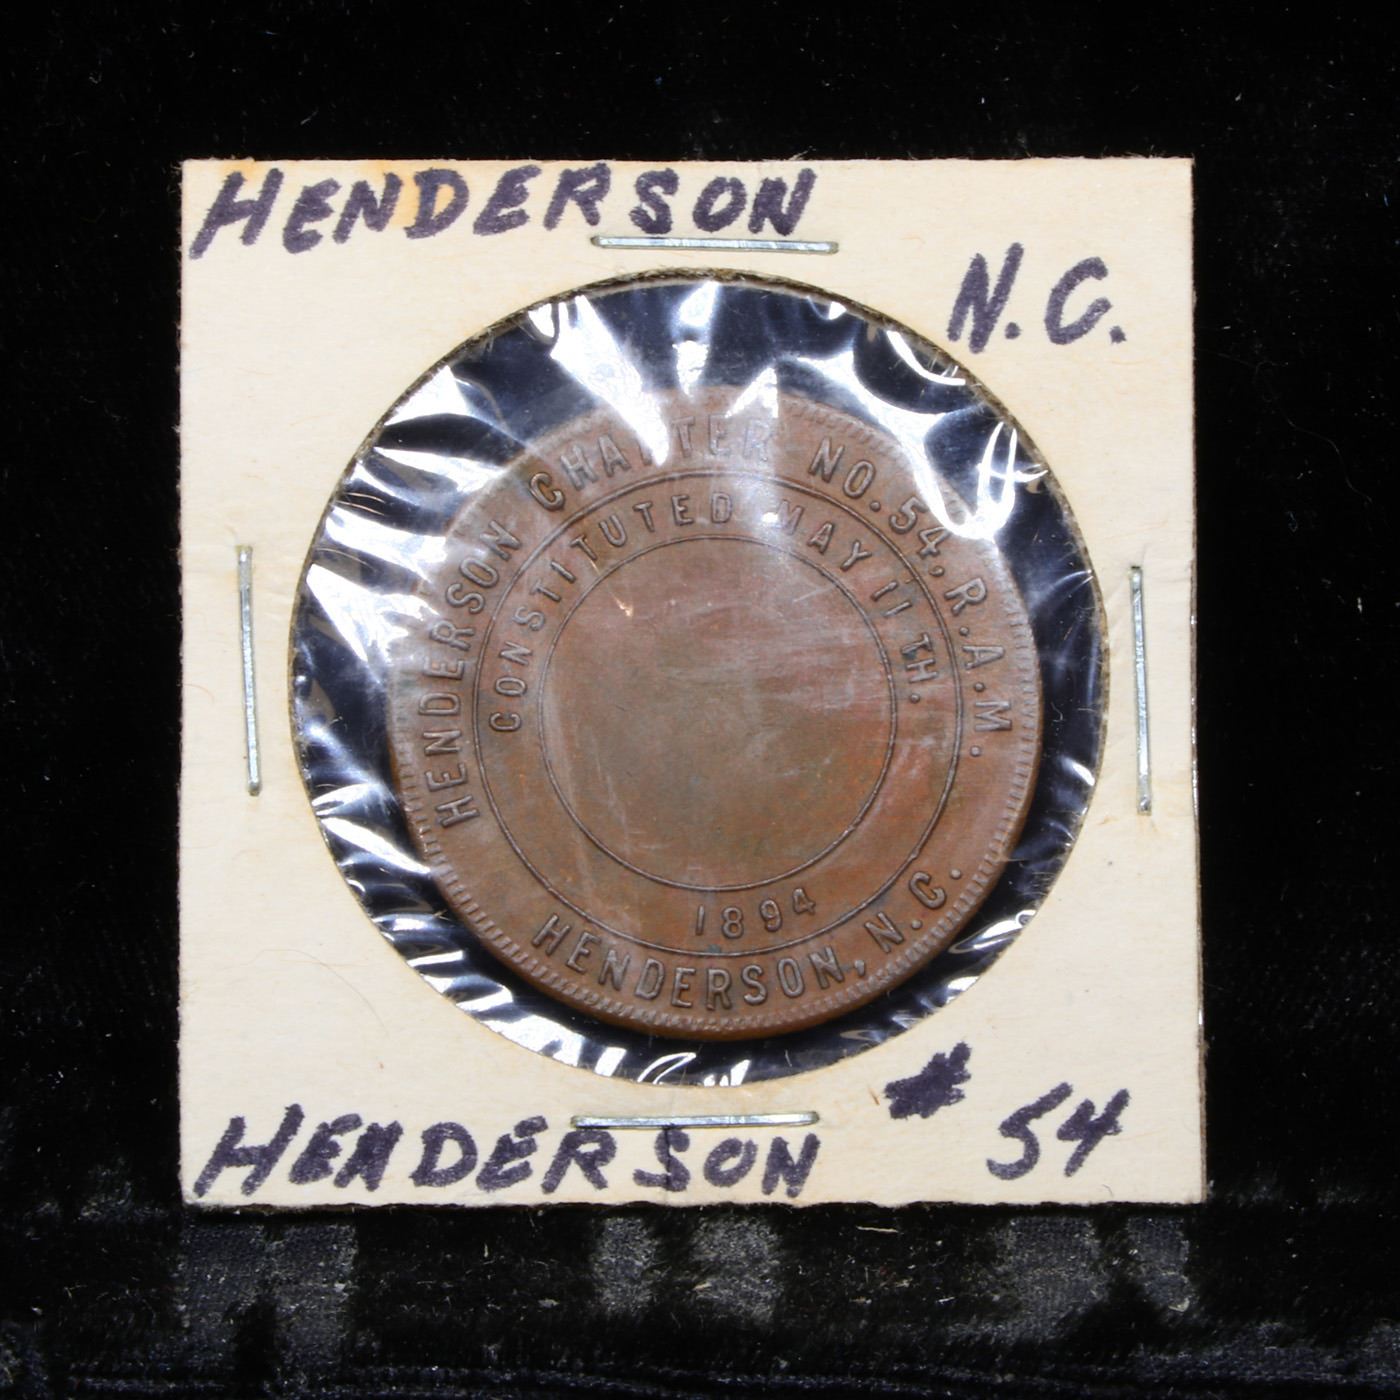 HENDERSON
N.C.
HENDERSON CHAPTER NO. 54, R.A.M.
CONSTITUTED MAY 11TH.
1894
HENDERSON, N.C.
HENDERSON # 54